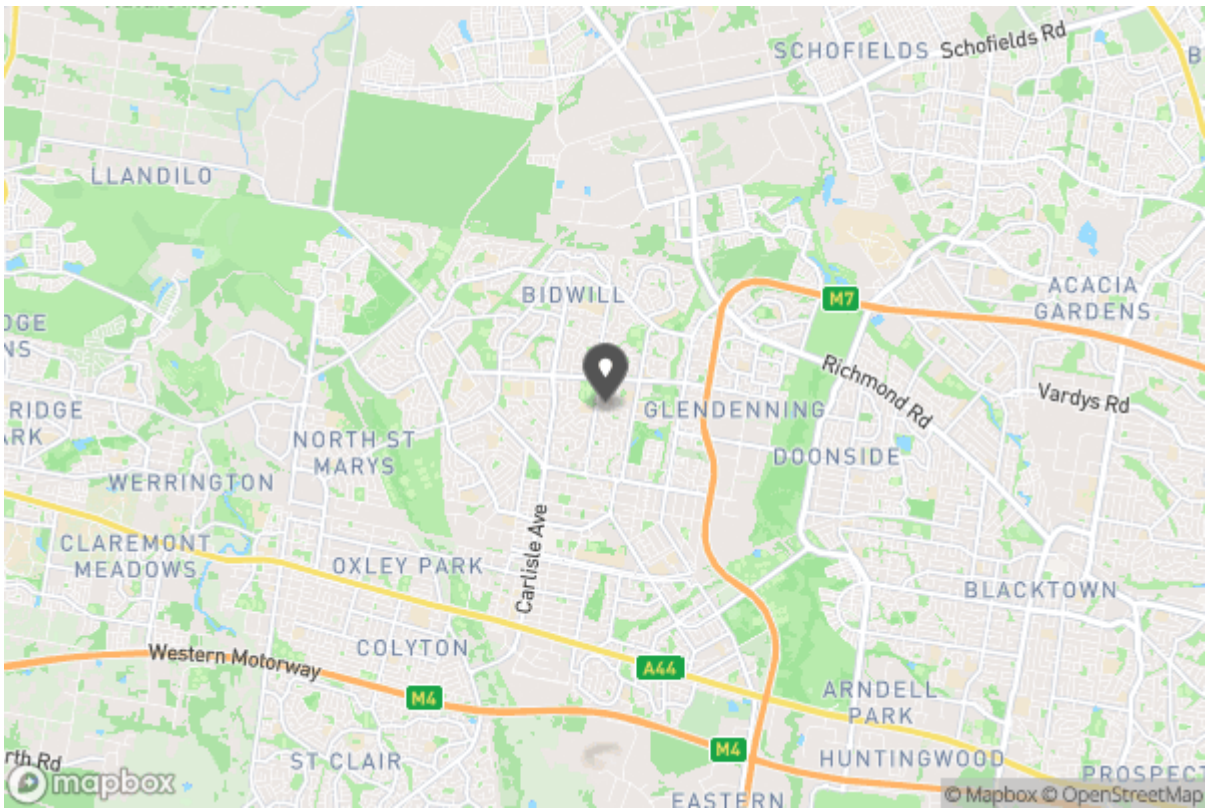 SCHOFIELDS
Schofields Rd
LLANDILO
BIDWILL
M7
ACACIA
GARDENS
Richmond Rd
Vardys Rd
GLENDENNING
NORTH ST
MARYS
DOONSIDE
WERRINGTON
Carlisle Ave
CLAREMONT
MEADOWS
OXLEY PARK
BLACKTOWN
COLYTON
Western Motorway
A44
M4
ARNDELL
PARK
M4
HUNTINGWOOD
ST CLAIR
PROSPECT
EASTERN
mapbox
© Mapbox © OpenStreetMap